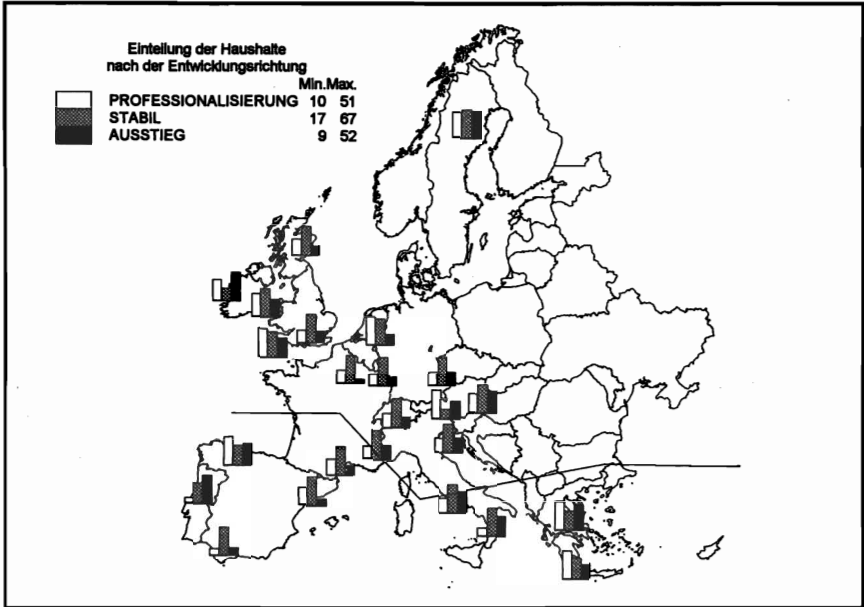 Einteilung der Haushalte
nach der Entwicklungsrichtung
Min.Max.
PROFESSIONALISIERUNG 10 51
STABIL 17 67
AUSSTIEG 9 52